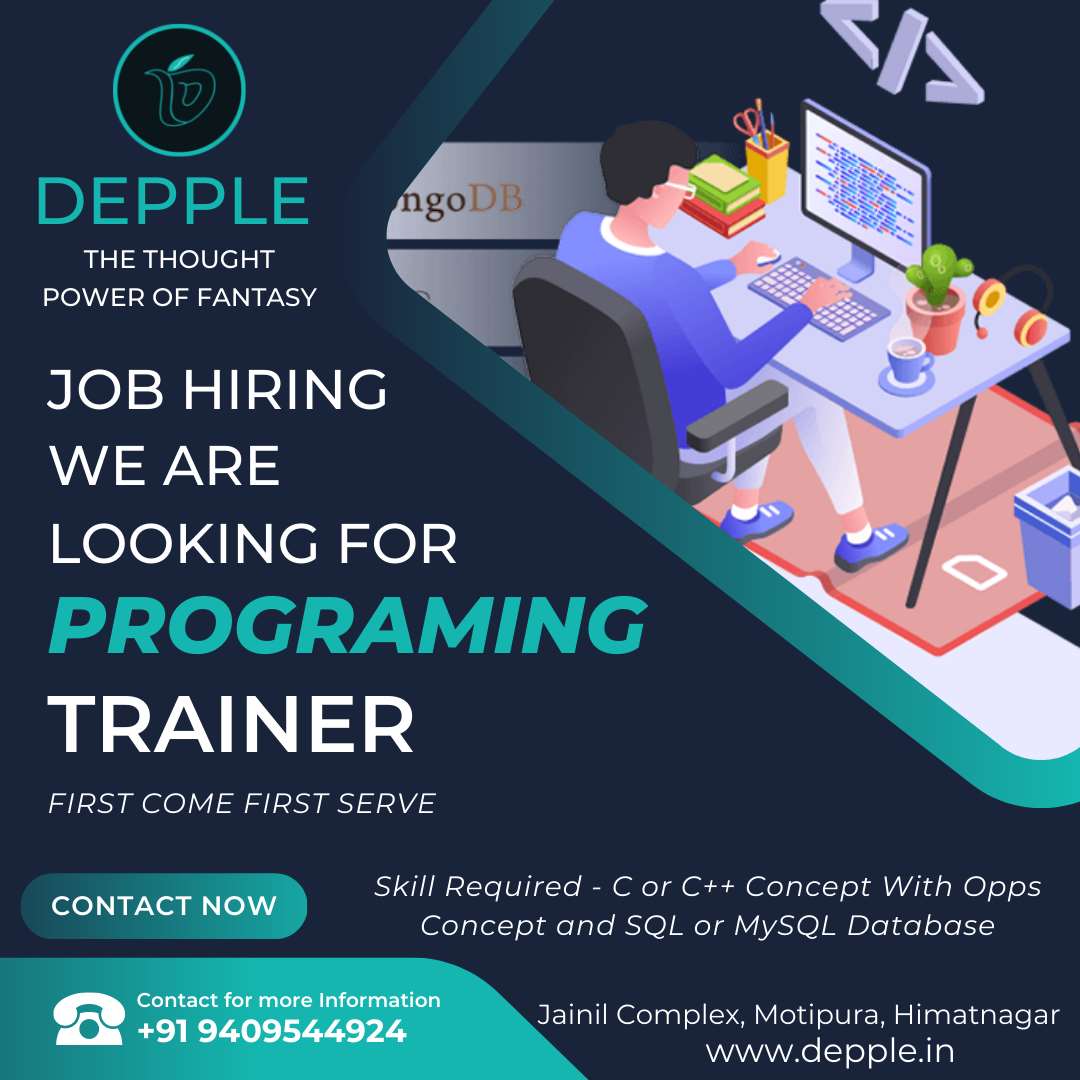 DEPPLE
THE THOUGHT
POWER OF FANTASY
ngoDB
JOB HIRING
WE ARE
LOOKING FOR
PROGRAMING
TRAINER
FIRST COME FIRST SERVE
CONTACT NOW
Skill Required - C or C++ Concept With Opps
Concept and SQL or MySQL Database
Contact for more Information
+91 9409544924
Jainil Complex, Motipura, Himatnagar
www.depple.in